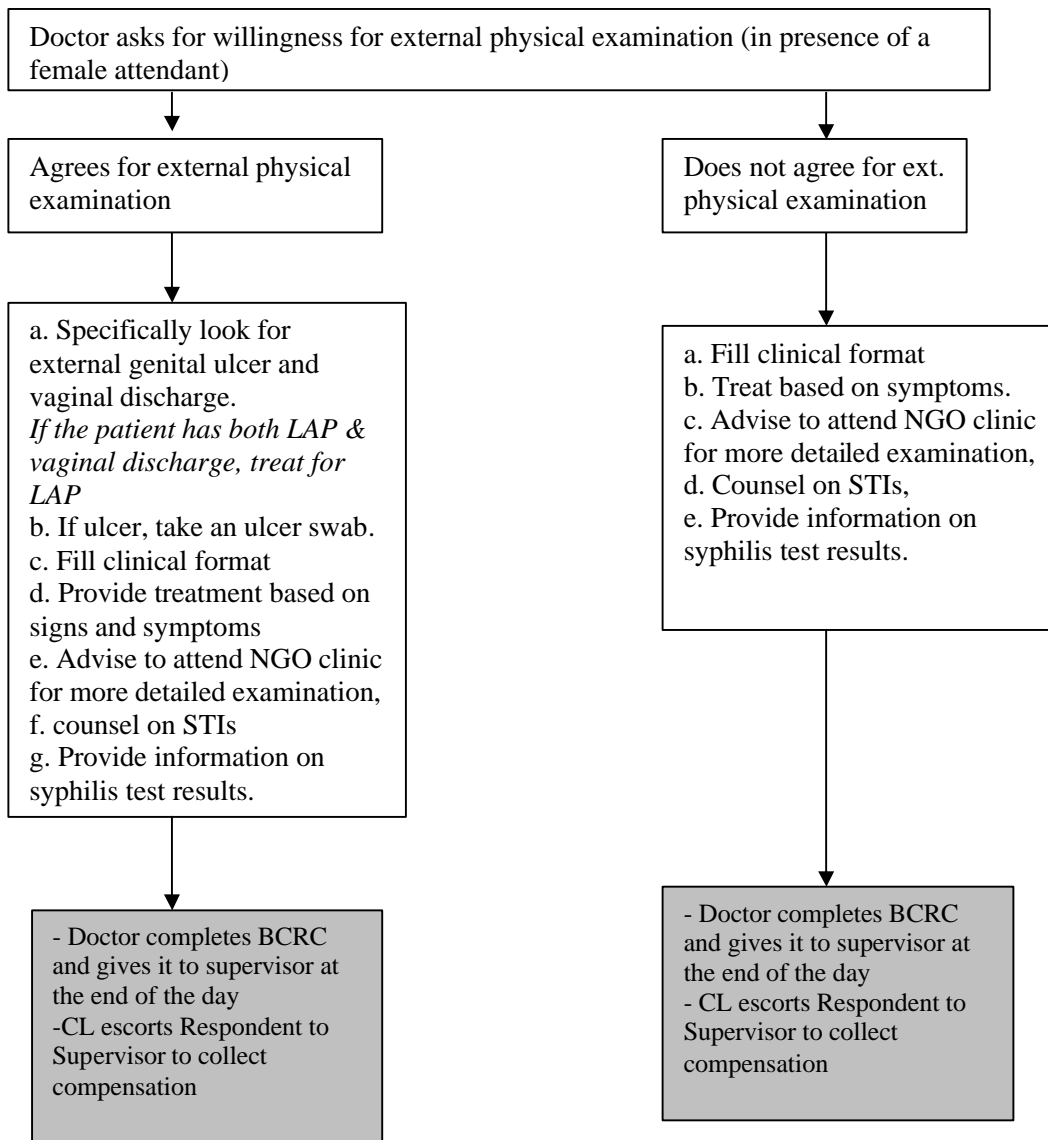 Doctor asks for willingness for external physical examination (in presence of a
female attendant)
Agrees for external physical
examination
Does not agree for ext.
physical examination
a. Specifically look for
external genital ulcer and
vaginal discharge.
If the patient has both LAP &
vaginal discharge, treat for
LAP
b. If ulcer, take an ulcer swab.
c. Fill clinical format
d. Provide treatment based on
signs and symptoms
e. Advise to attend NGO clinic
for more detailed examination,
f. counsel on STIs
g. Provide information on
syphilis test results.
a. Fill clinical format
b. Treat based on symptoms.
c. Advise to attend NGO clinic
for more detailed examination,
d. Counsel on STIs,
e. Provide information on
syphilis test results.
- Doctor completes BCRC
and gives it to supervisor at
the end of the day
-CL escorts Respondent to
Supervisor to collect
compensation
- Doctor completes BCRC
and gives it to supervisor at
the end of the day
- CL escorts Respondent to
Supervisor to collect
compensation